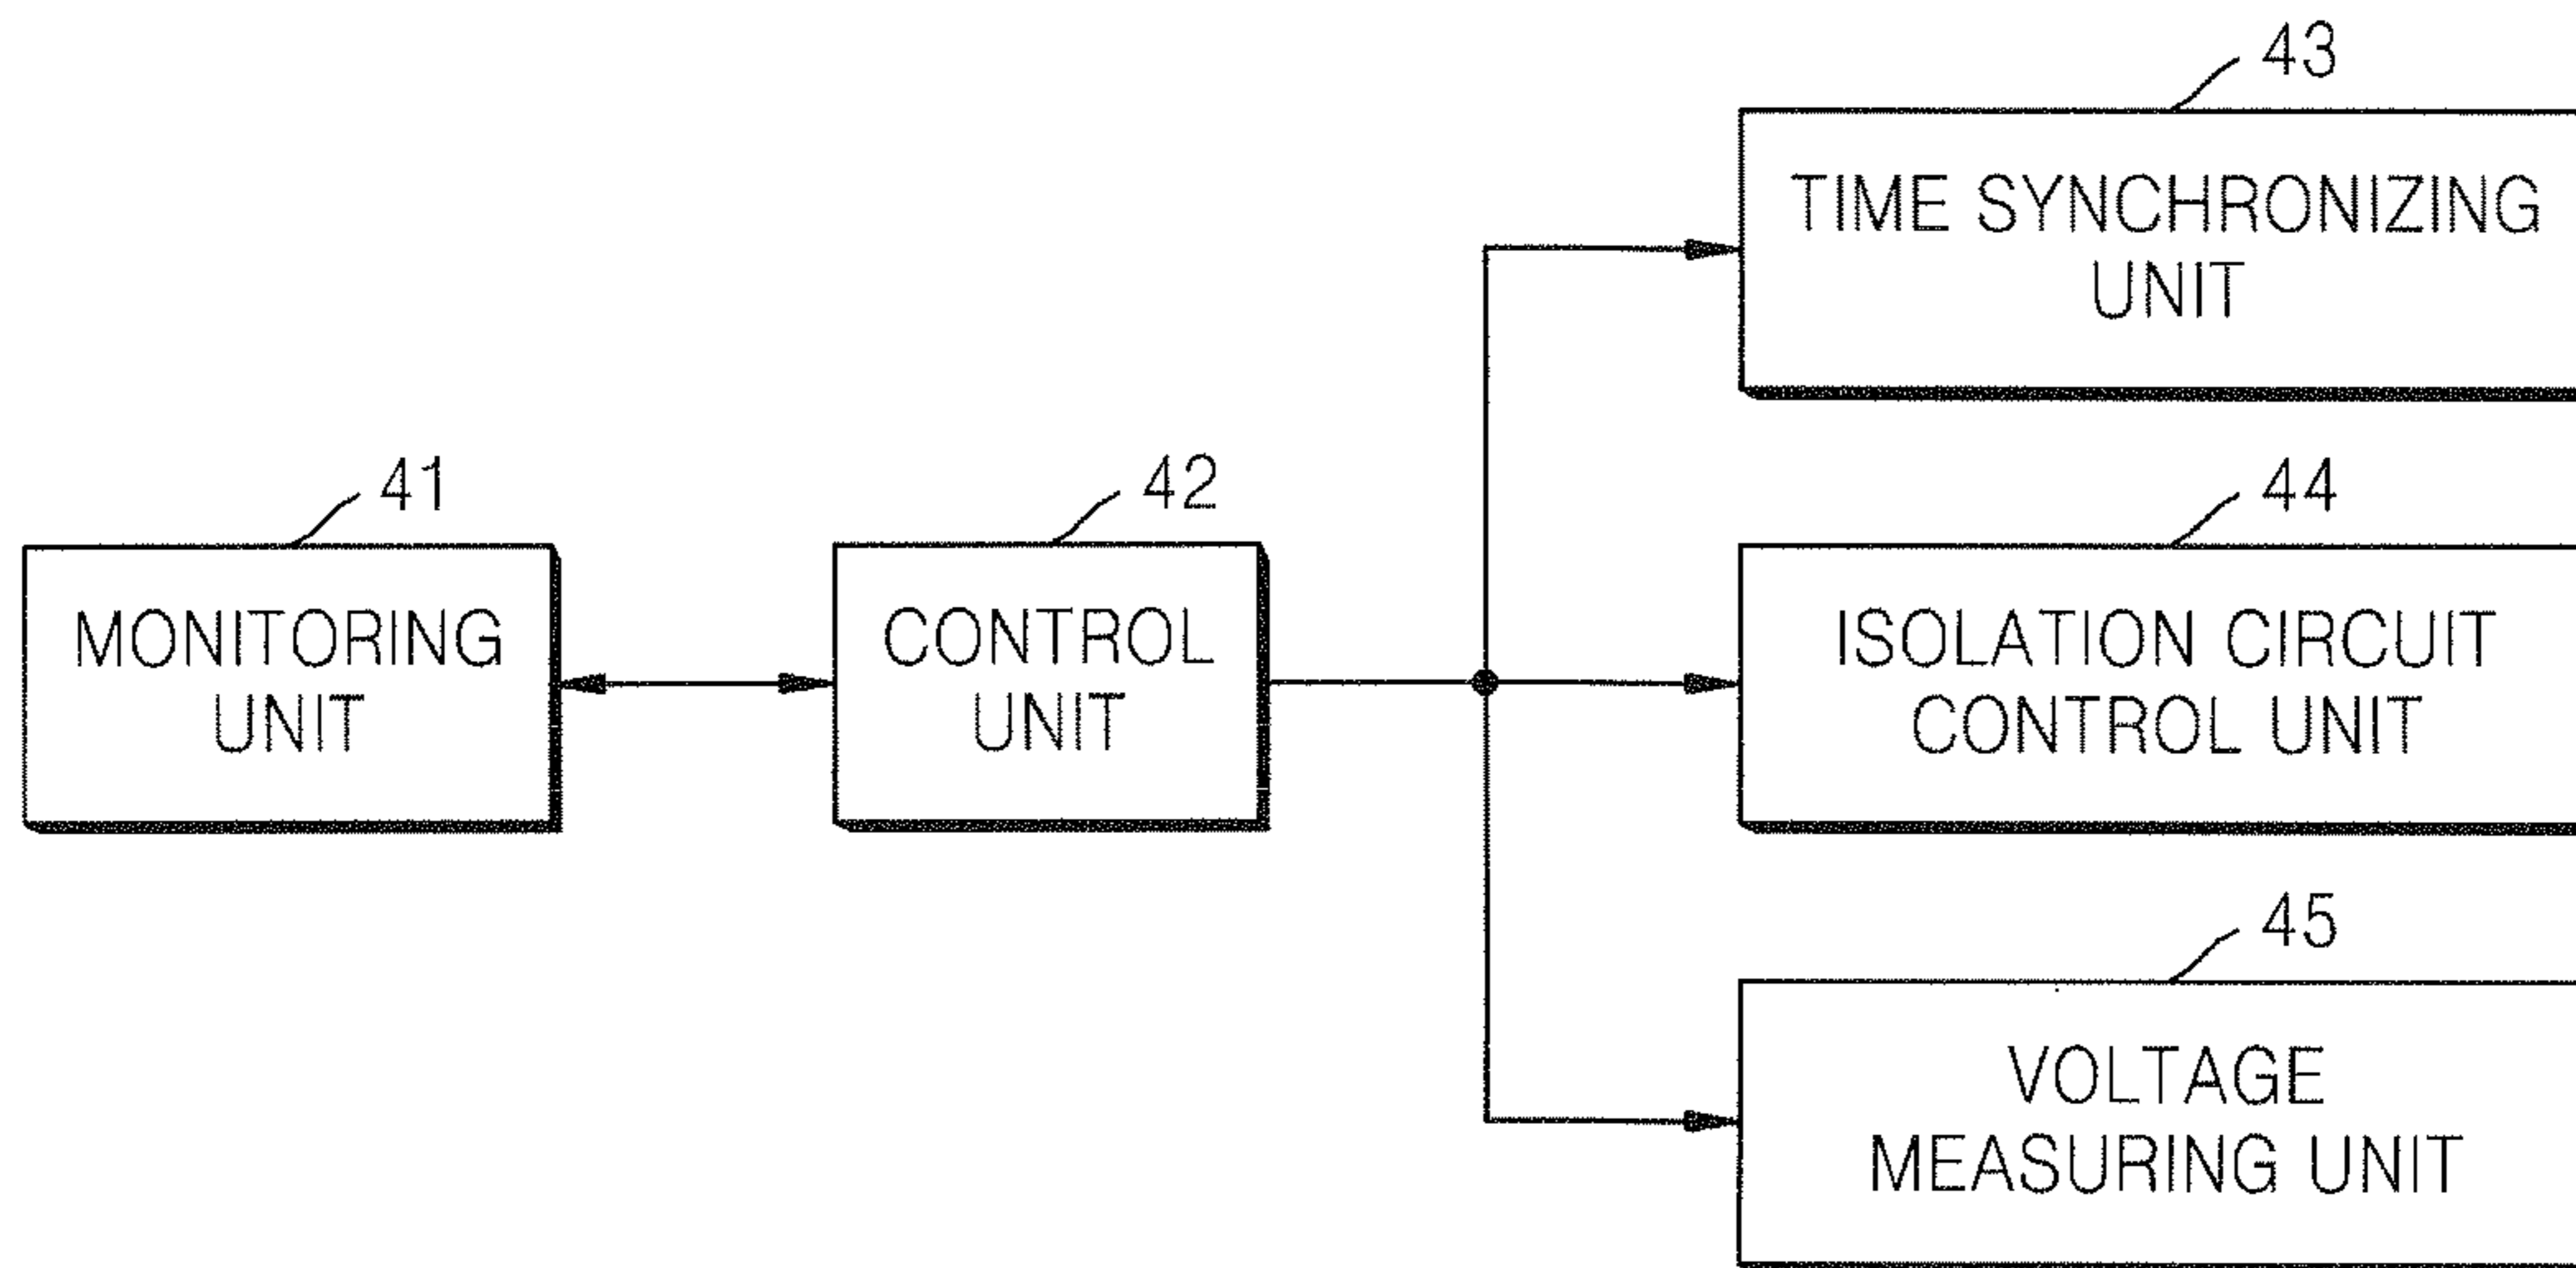 43
TIME SYNCHRONIZING
UNIT
41
MONITORING
UNIT
42
CONTROL
UNIT
44
ISOLATION CIRCUIT
CONTROL UNIT
45
VOLTAGE
MEASURING UNIT